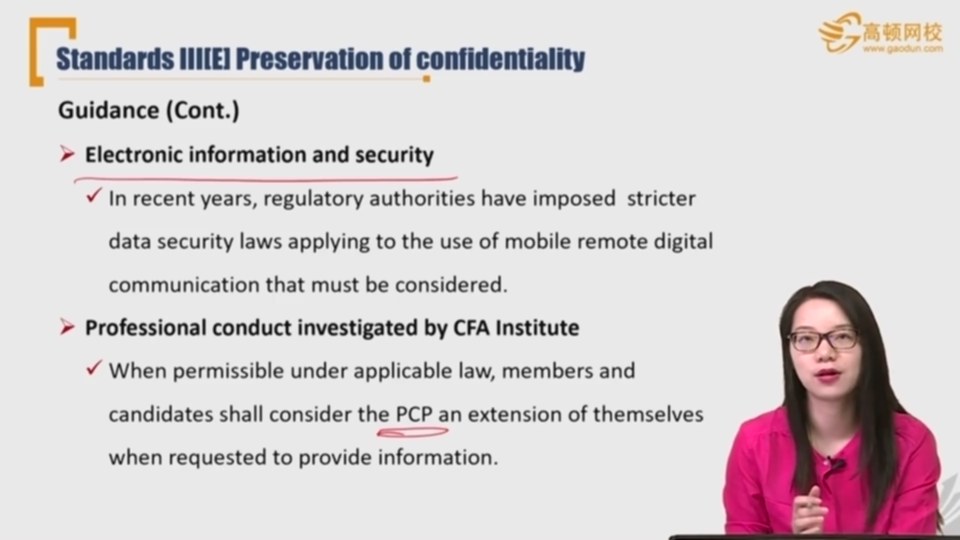 Standards III[E] Preservation of confidentiality
高顿网校
www.gaodun.com
Guidance (Cont.)
Electronic information and security
In recent years, regulatory authorities have imposed stricter
data security laws applying to the use of mobile remote digital
communication that must be considered.
Professional conduct investigated by CFA Institute
When permissible under applicable law, members and
candidates shall consider the PCP an extension of themselves
when requested to provide information.